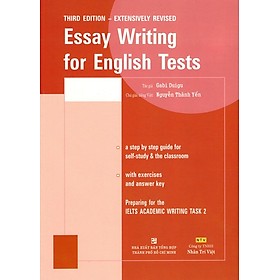 THIRD EDITION – EXTENSIVELY REVISED
Essay Writing
for English Tests
Tác giả: Gabi Duigu
Nguyễn Thành Yến
a step by step guide for
self-study & the classroom
with exercises
and answer key
Preparing for the
IELTS ACADEMIC WRITING TASK 2
NHÀ XUẤT BẢN TỔNG HỢP
THÀNH PHỐ HỒ CHÍ MINH
NTV
Công ty TNHH
Nhân Trí Việt